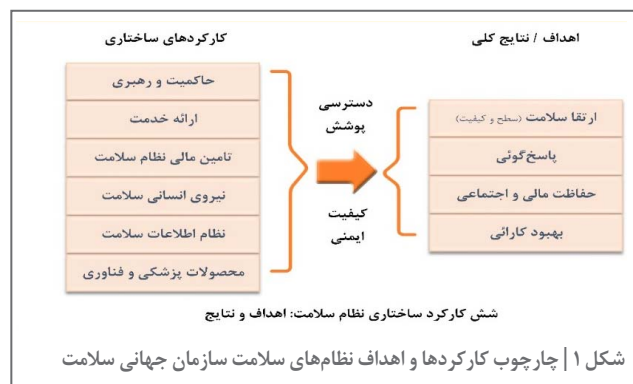 کارکردهای ساختاری
حاکمیت و رهبری
ارائه خدمت
تامین مالی نظام سلامت
نیروی انسانی سلامت
نظام اطلاعات سلامت
محصولات پزشکی و فناوری
دسترسی
پوشش
کیفیت
ایمنی
اهداف / نتایج کلی
ارتقا سلامت (سطح و کیفیت)
پاسخ‌گوئی
حفاظت مالی و اجتماعی
بهبود کارائی
شش کارکرد ساختاری نظام سلامت: اهداف و نتایج
شکل ۱ | چارچوب کارکردها و اهداف نظام‌های سلامت سازمان جهانی سلامت